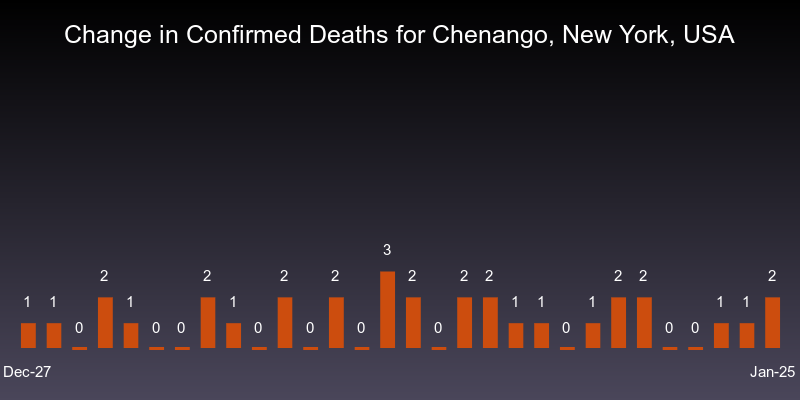 Change in Confirmed Deaths for Chenango, New York, USA
3
2 2 2 2 2 2 2 2 2 2
1 1 1 1 1 1 1 1 1
0 0 0 0 0 0 0 0 0 0
Dec-27 Jan-25